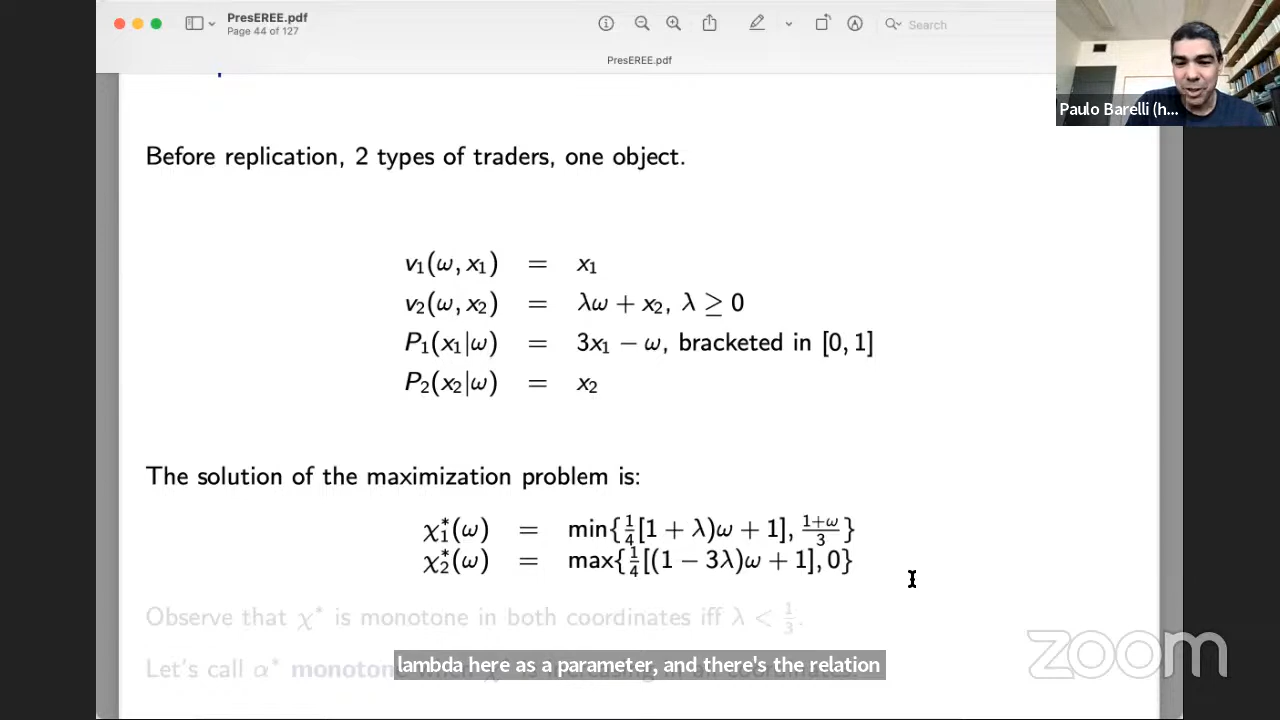 PresEREE.pdf
Page 44 of 127
Search
PresEREE.pdf
Paulo Barelli (h...
Before replication, 2 types of traders, one object.
v₁(ω, x₁) = x₁
v₂(ω, x₂) = λω + x₂, λ ≥ 0
P₁(x₁|ω) = 3x₁ − ω, bracketed in [0, 1]
P₂(x₂|ω) = x₂
The solution of the maximization problem is:
χ₁*(ω) = min{¼[1 + λ)ω + 1], (1+ω)/3}
χ₂*(ω) = max{¼[(1 − 3λ)ω + 1], 0}
Observe that χ* is monotone in both coordinates iff λ < 1/3.
Let's call α* monotone when
lambda here as a parameter, and there's the relation
zoom